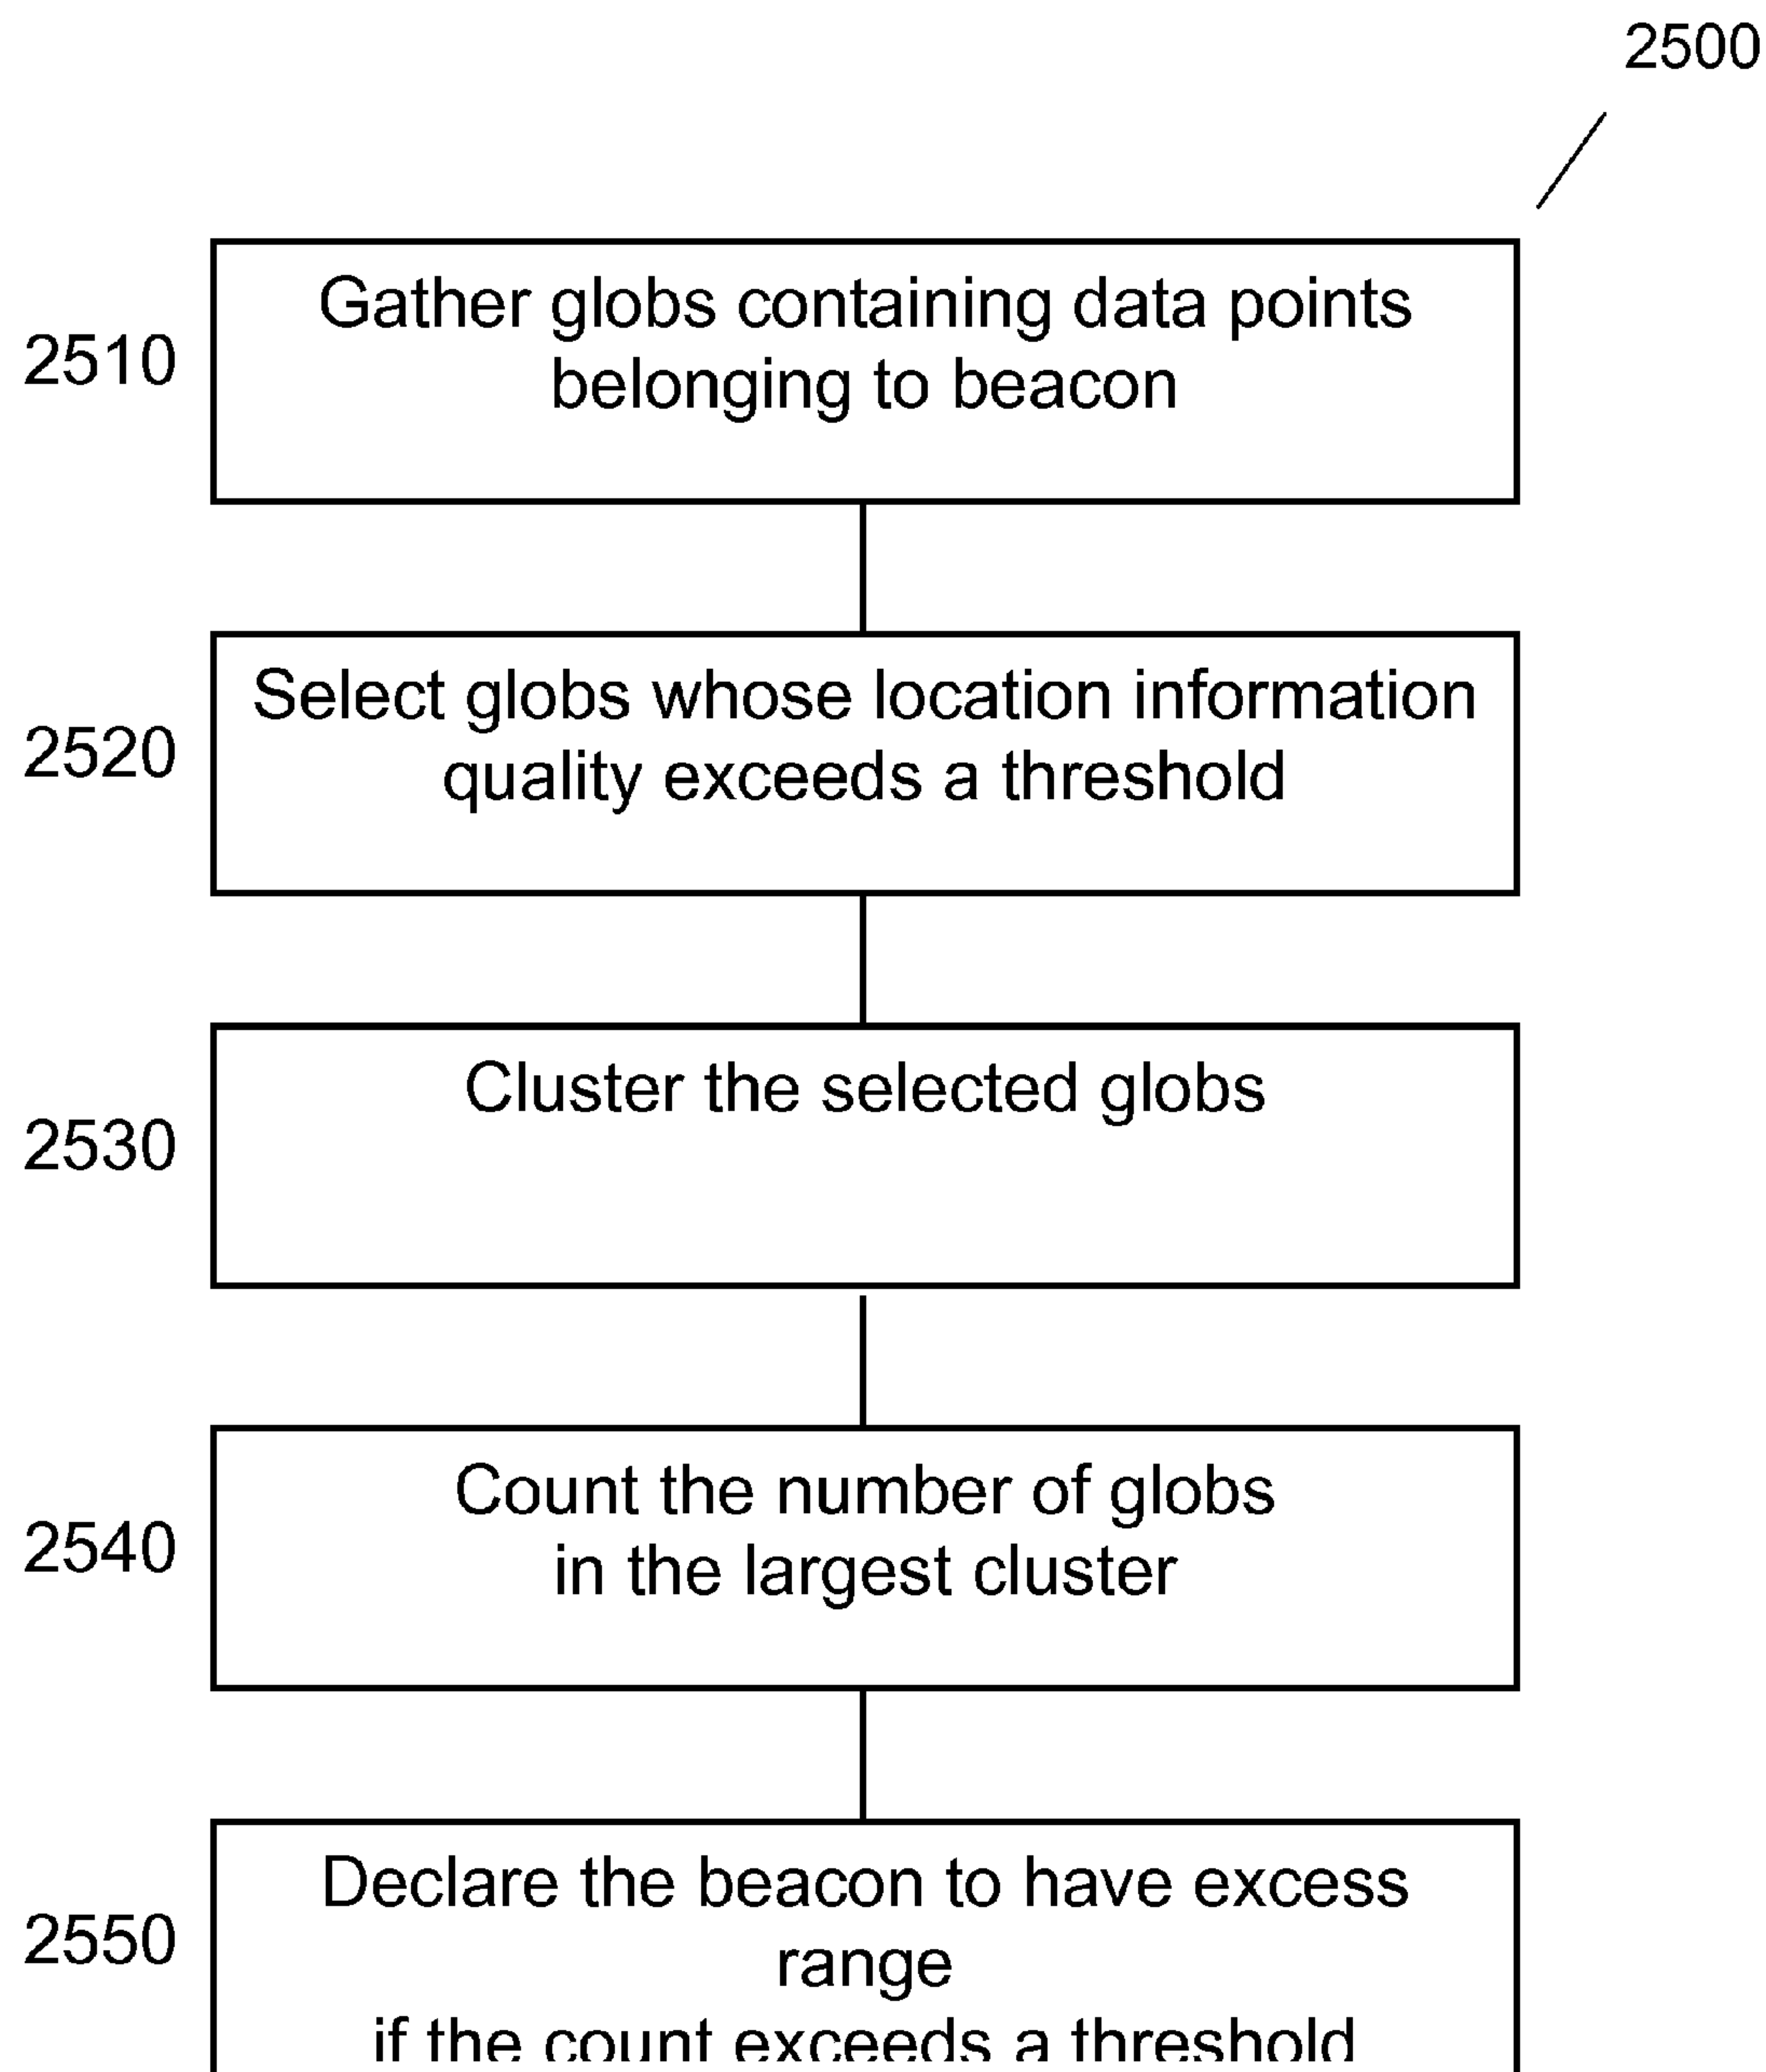 2500
2510
Gather globs containing data points
belonging to beacon
2520
Select globs whose location information
quality exceeds a threshold
2530
Cluster the selected globs
2540
Count the number of globs
in the largest cluster
2550
Declare the beacon to have excess
range
if the count exceeds a threshold